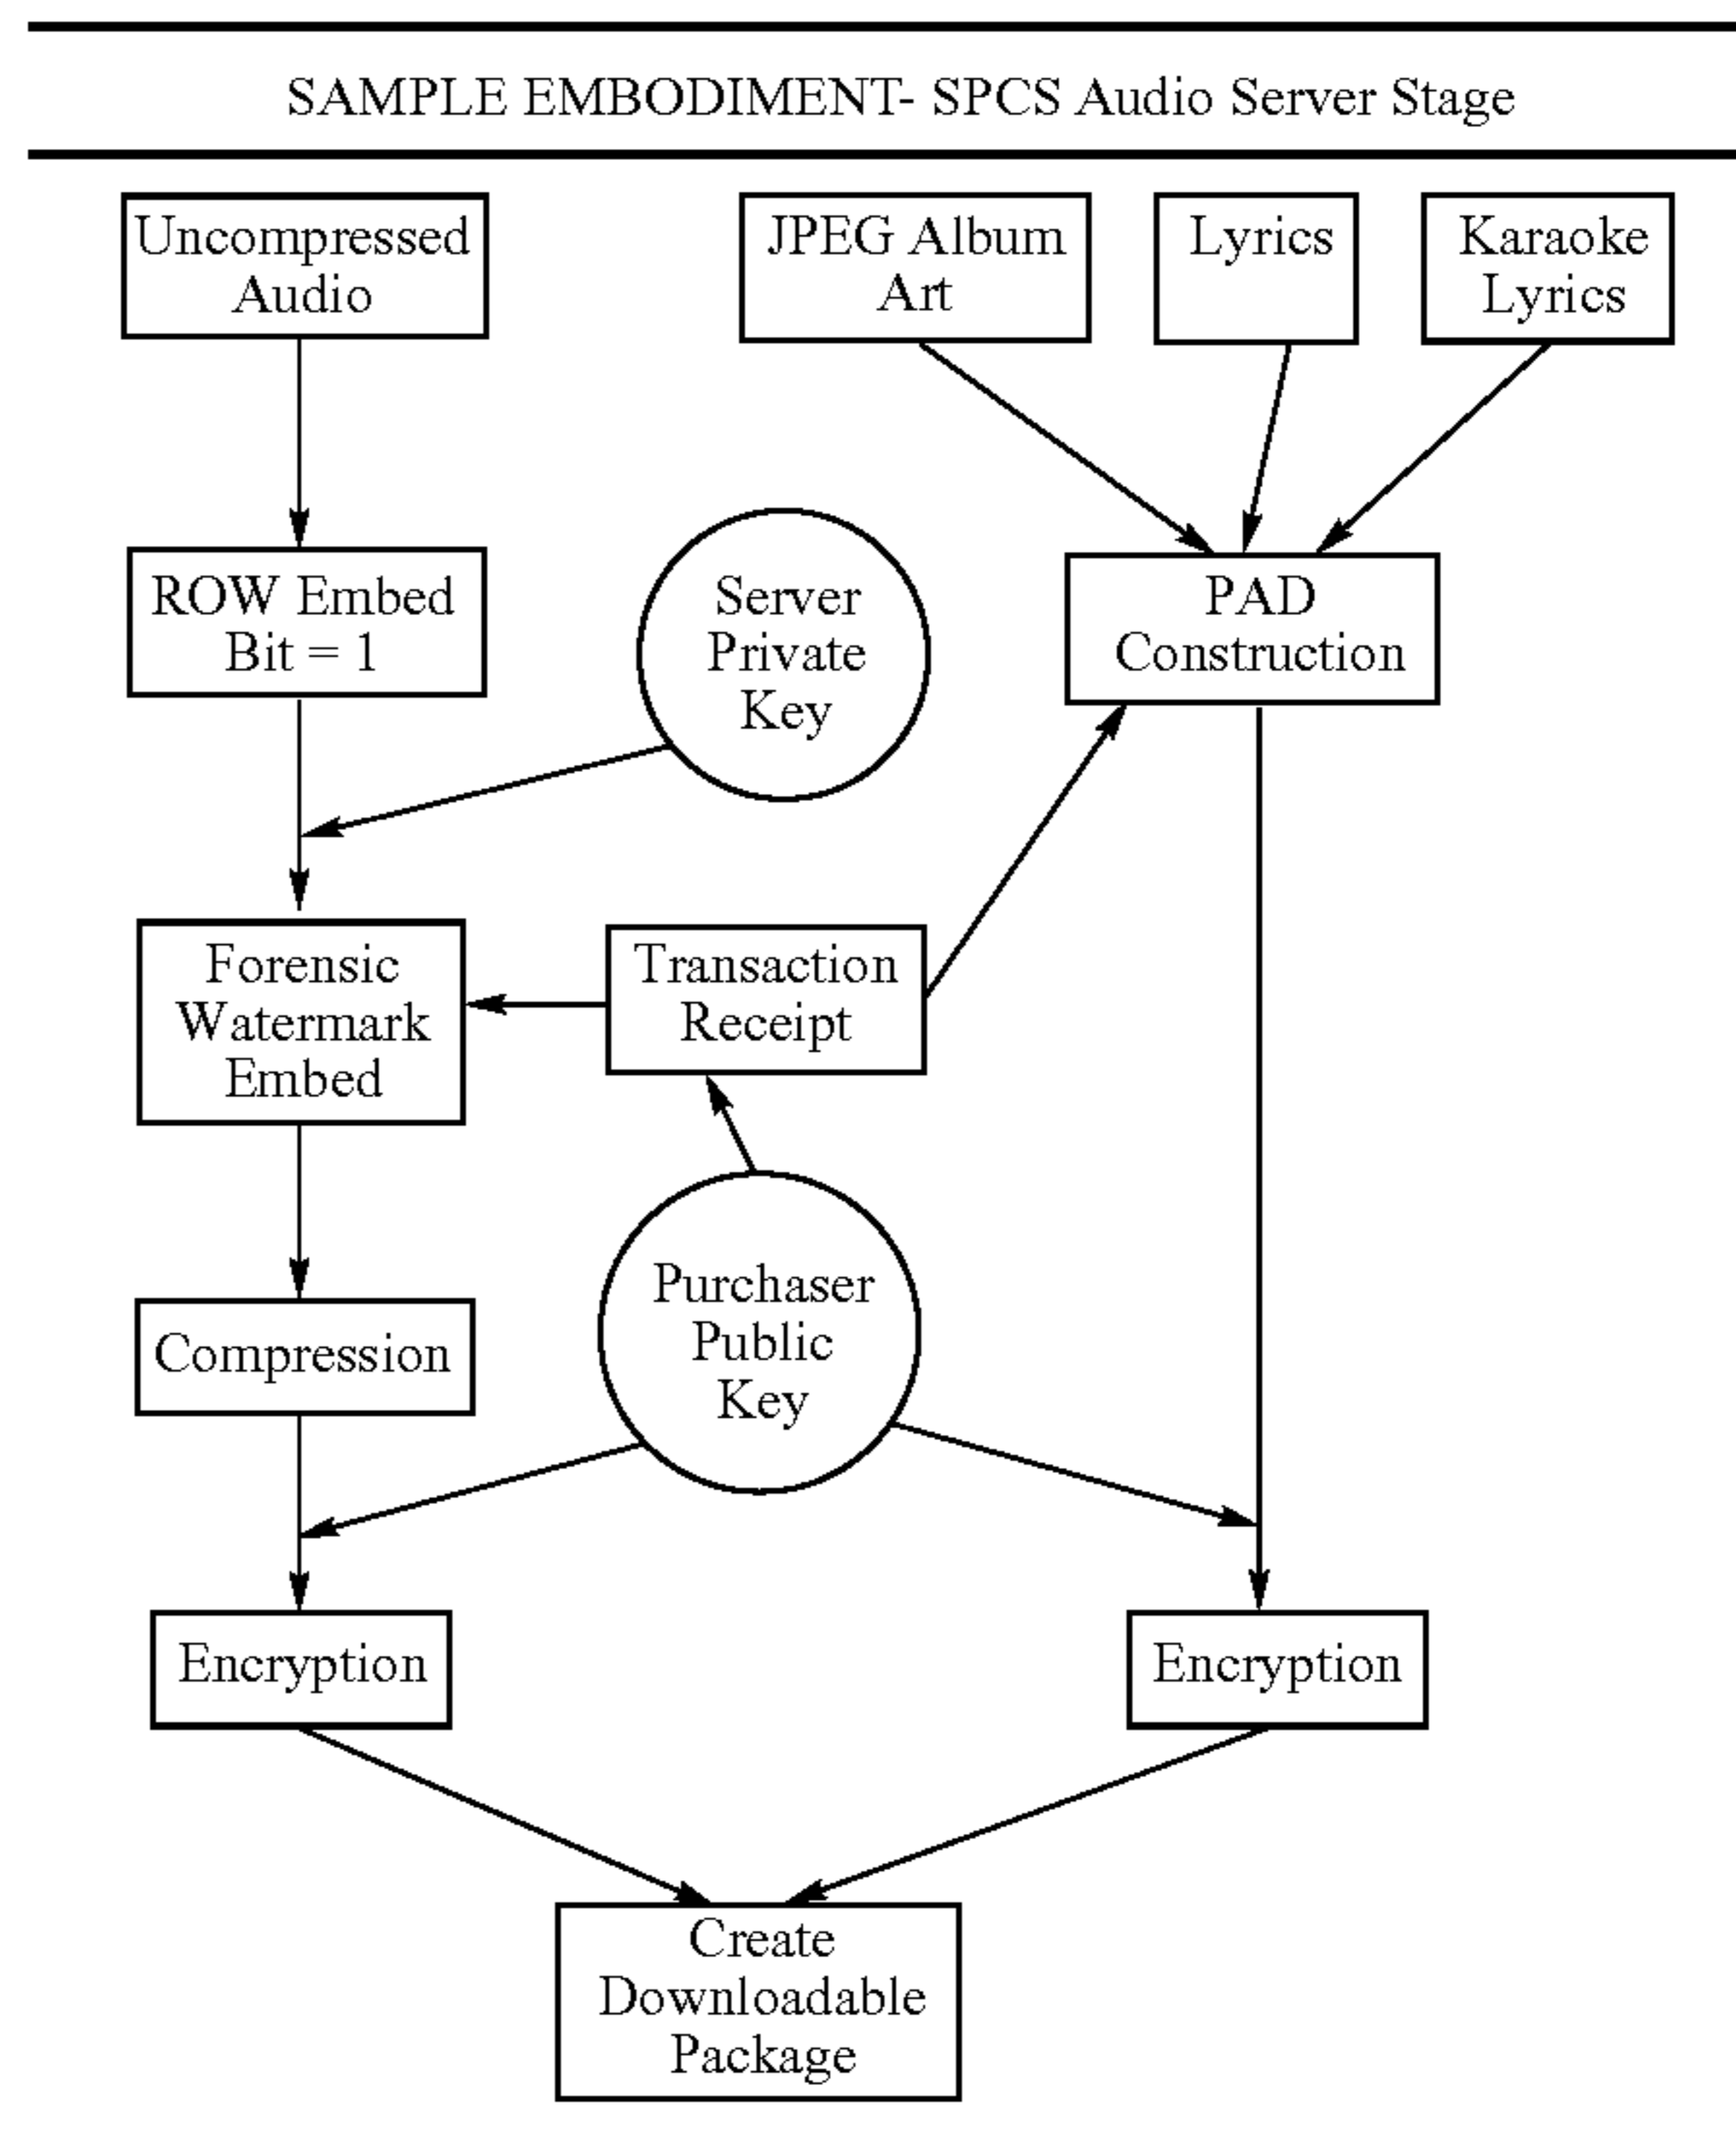 SAMPLE EMBODIMENT- SPCS Audio Server Stage
Uncompressed
Audio
JPEG Album
Art
Lyrics
Karaoke
Lyrics
ROW Embed
Bit = 1
Server
Private
Key
PAD
Construction
Forensic
Watermark
Embed
Transaction
Receipt
Compression
Purchaser
Public
Key
Encryption
Encryption
Create
Downloadable
Package